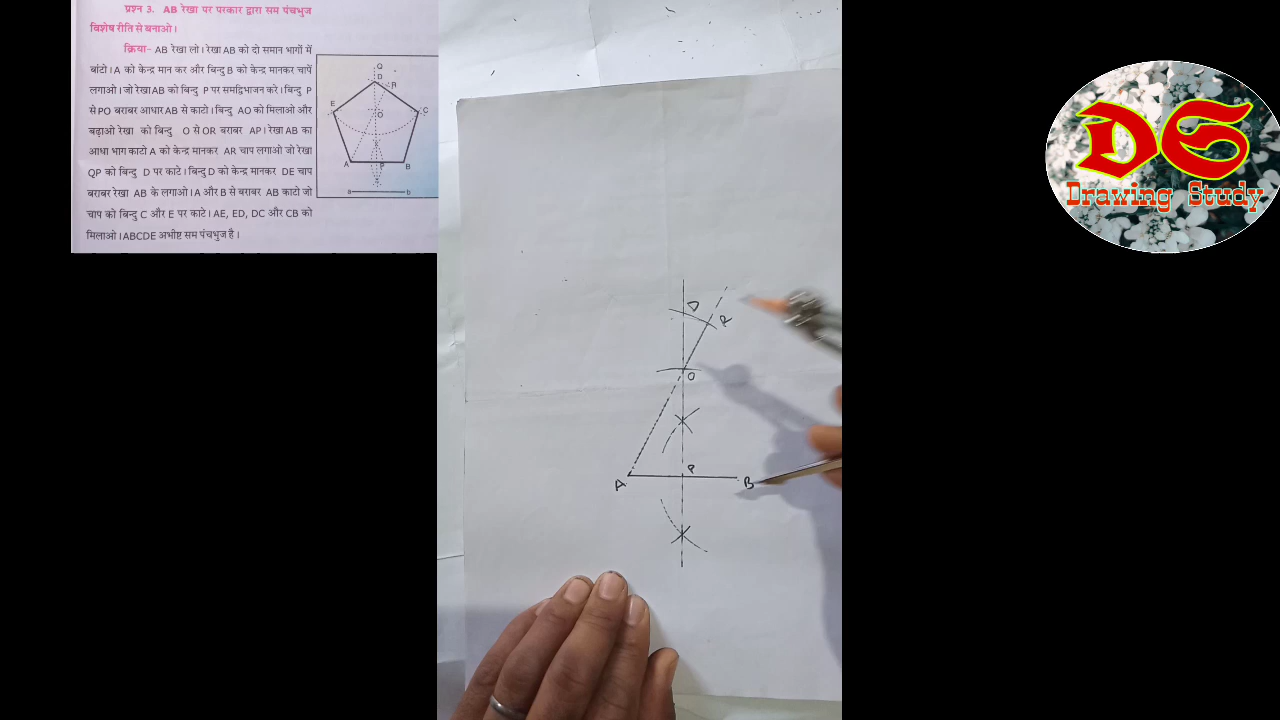 प्रश्न 3. AB रेखा पर परकार द्वारा सम पंचभुज
विशेष रीति से बनाओ।
क्रिया– AB रेखा लो। रेखा AB को दो समान भागों में
बांटो। A को केन्द्र मान कर और बिन्दु B को केन्द्र मानकर चापें
लगाओ। जो रेखा AB को बिन्दु P पर समद्विभाजन करे। बिन्दु P
से PO बराबर आधार AB से काटो। बिन्दु AO को मिलाओ और
बढ़ाओ रेखा को बिन्दु O से OR बराबर AP। रेखा AB का
आधा भाग काटो A को केन्द्र मानकर AR चाप लगाओ जो रेखा
QP को बिन्दु D पर काटे। बिन्दु D को केन्द्र मानकर DE चाप
बराबर रेखा AB के लगाओ। A और B से बराबर AB काटो जो
चाप को बिन्दु C और E पर काटे। AE, ED, DC और CB को
मिलाओ। ABCDE अभीष्ट सम पंचभुज है।
Q
D
R
E
C
O
A P B
a b
DS
Drawing Study
D
R
O
P
A B